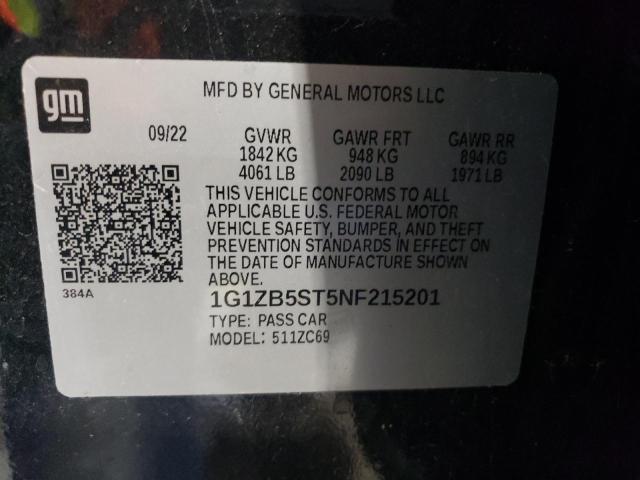 gm
MFD BY GENERAL MOTORS LLC
09/22 GVWR GAWR FRT GAWR RR
1842 KG 948 KG 894 KG
4061 LB 2090 LB 1971 LB
THIS VEHICLE CONFORMS TO ALL
APPLICABLE U.S. FEDERAL MOTOR
VEHICLE SAFETY, BUMPER, AND THEFT
PREVENTION STANDARDS IN EFFECT ON
THE DATE OF MANUFACTURE SHOWN
ABOVE.
384A
1G1ZB5ST5NF215201
TYPE: PASS CAR
MODEL: 511ZC69